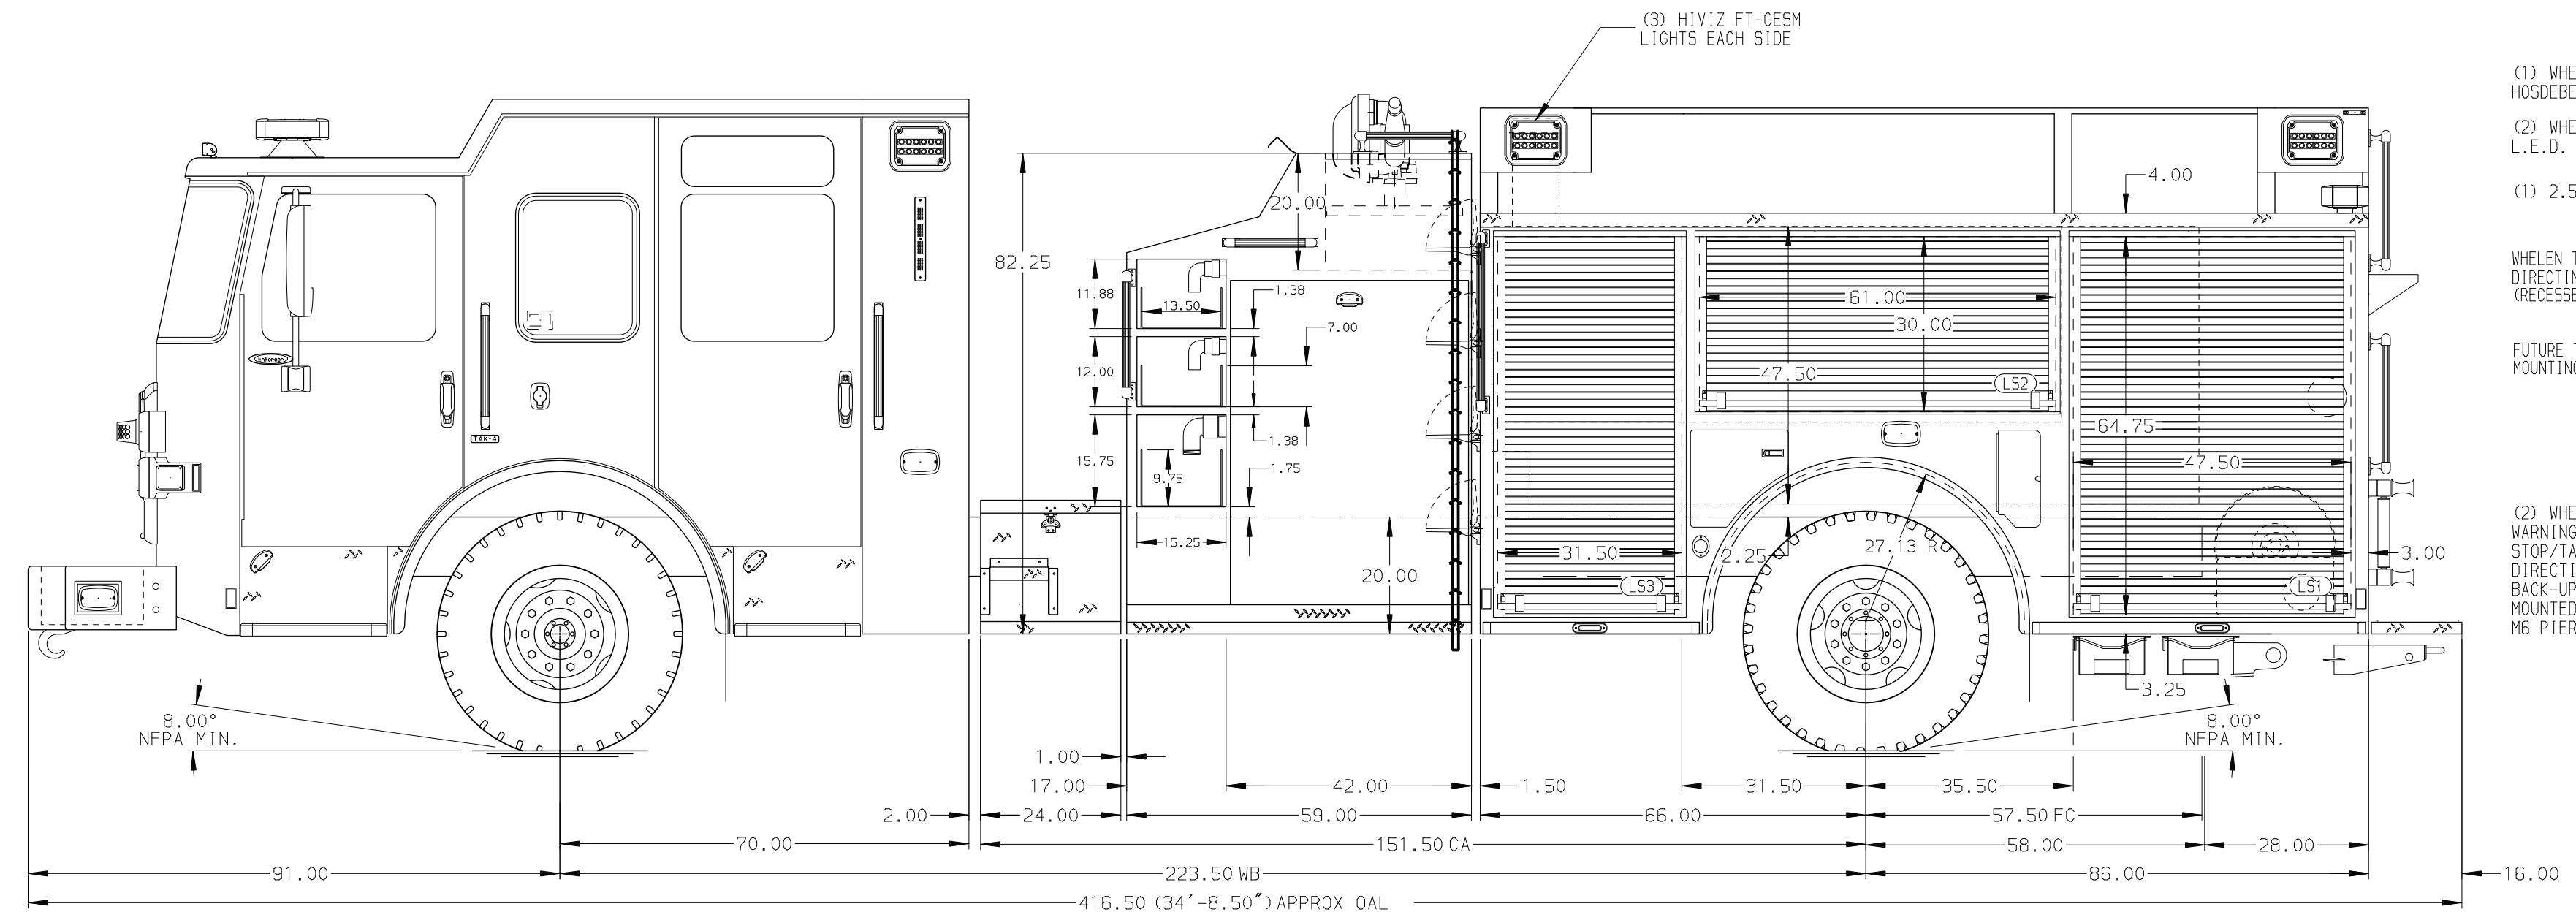 (3) HIVIZ FT-GESM
LIGHTS EACH SIDE
(1) WHE
HOSDEBE
(2) WHE
L.E.D.
(1) 2.5
WHELEN T
DIRECTIN
(RECESSE
FUTURE T
MOUNTING
(2) WHE
WARNING
STOP/TA
DIRECTI
BACK-UP
MOUNTED
M6 PIER
4.00
20.00
82.25
11.88
13.50
1.38
7.00
61.00
30.00
Enforcer
12.00
47.50
LS2
TAK-4
64.75
1.38
15.75
9.75
1.75
47.50
15.25
31.50
2.25
27.13 R
3.00
20.00
LS3
LS1
3.25
8.00°
NFPA MIN.
8.00°
NFPA MIN.
1.00
17.00
42.00
1.50
31.50
35.50
2.00
24.00
59.00
66.00
57.50 FC
70.00
151.50 CA
58.00
28.00
91.00
223.50 WB
86.00
16.00
416.50 (34'-8.50") APPROX OAL